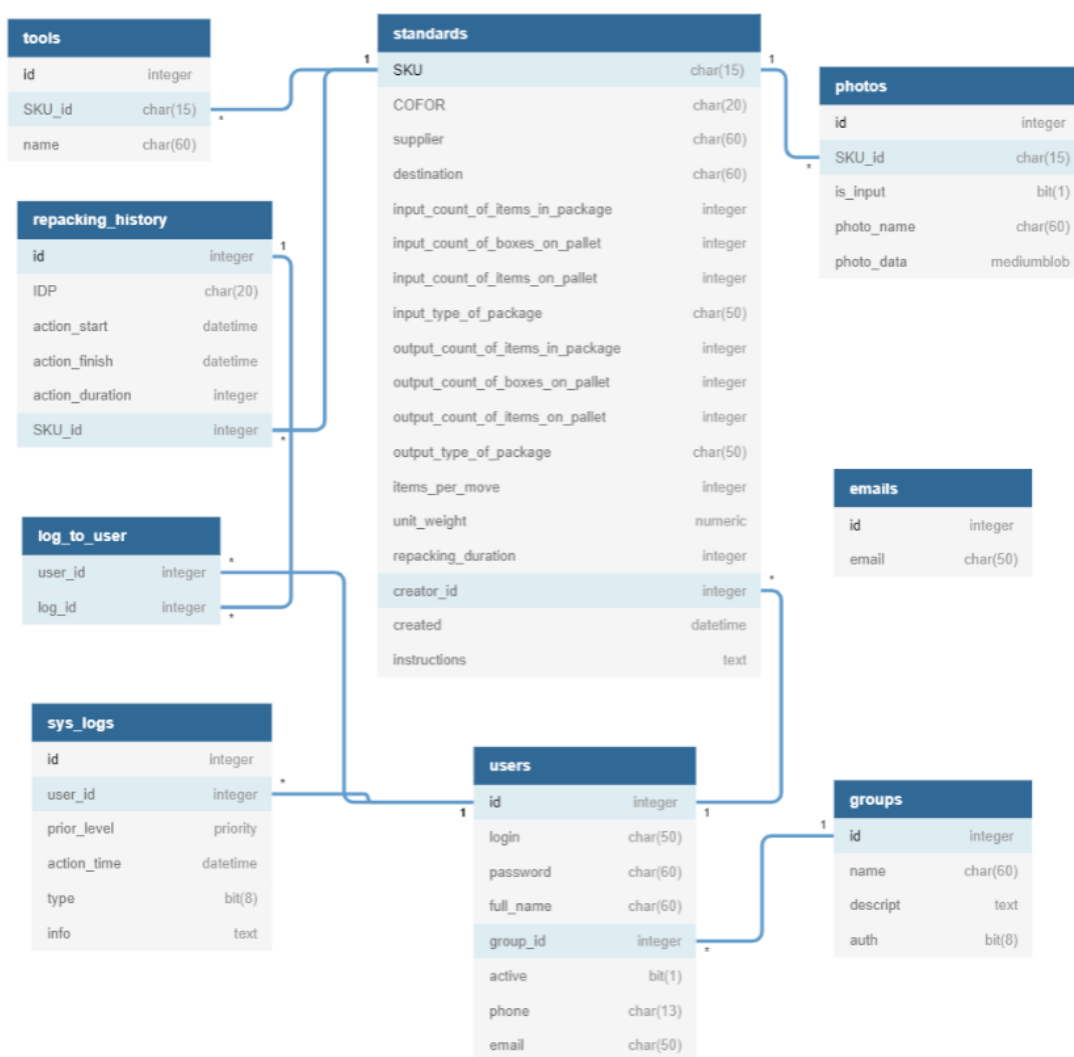 tools
id integer
SKU_id char(15)
name char(60)
*
repacking_history
id integer
IDP char(20)
action_start datetime
action_finish datetime
action_duration integer
SKU_id integer
1
*
log_to_user
user_id integer
log_id integer
*
*
sys_logs
id integer
user_id integer
prior_level priority
action_time datetime
type bit(8)
info text
*
standards
SKU char(15)
COFOR char(20)
supplier char(60)
destination char(60)
input_count_of_items_in_package integer
input_count_of_boxes_on_pallet integer
input_count_of_items_on_pallet integer
input_type_of_package char(50)
output_count_of_items_in_package integer
output_count_of_boxes_on_pallet integer
output_count_of_items_on_pallet integer
output_type_of_package char(50)
items_per_move integer
unit_weight numeric
repacking_duration integer
creator_id integer
created datetime
instructions text
1
1
*
users
id integer
login char(50)
password char(60)
full_name char(60)
group_id integer
active bit(1)
phone char(13)
email char(50)
1
1
*
photos
id integer
SKU_id char(15)
is_input bit(1)
photo_name char(60)
photo_data mediumblob
*
emails
id integer
email char(50)
groups
id integer
name char(60)
descript text
auth bit(8)
1